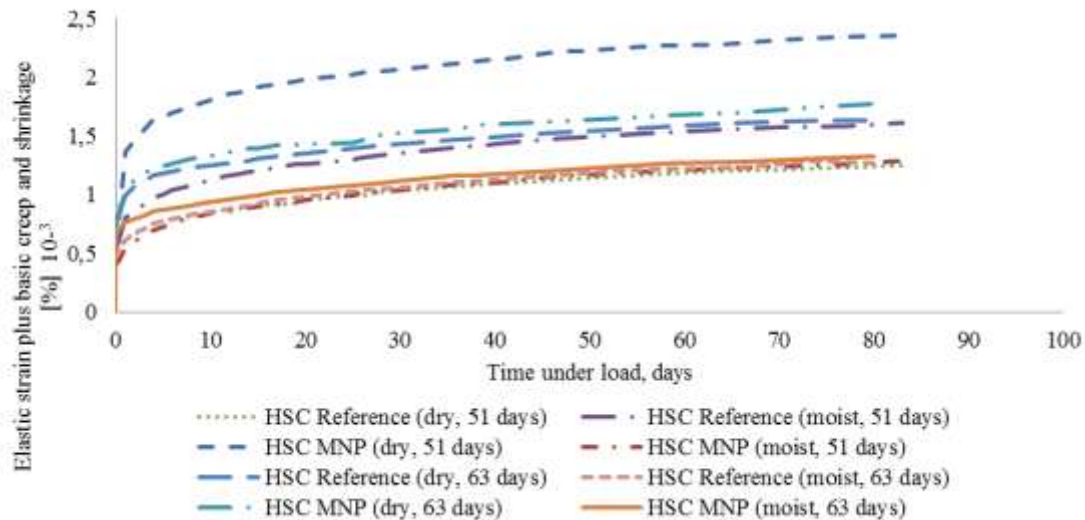 Elastic strain plus basic creep and shrinkage
[%] 10-³
2,5
2
1,5
1
0,5
0
0 10 20 30 40 50 60 70 80 90 100
Time under load, days
HSC Reference (dry, 51 days) HSC Reference (moist, 51 days)
HSC MNP (dry, 51 days) HSC MNP (moist, 51 days)
HSC Reference (dry, 63 days) HSC Reference (moist, 63 days)
HSC MNP (dry, 63 days) HSC MNP (moist, 63 days)